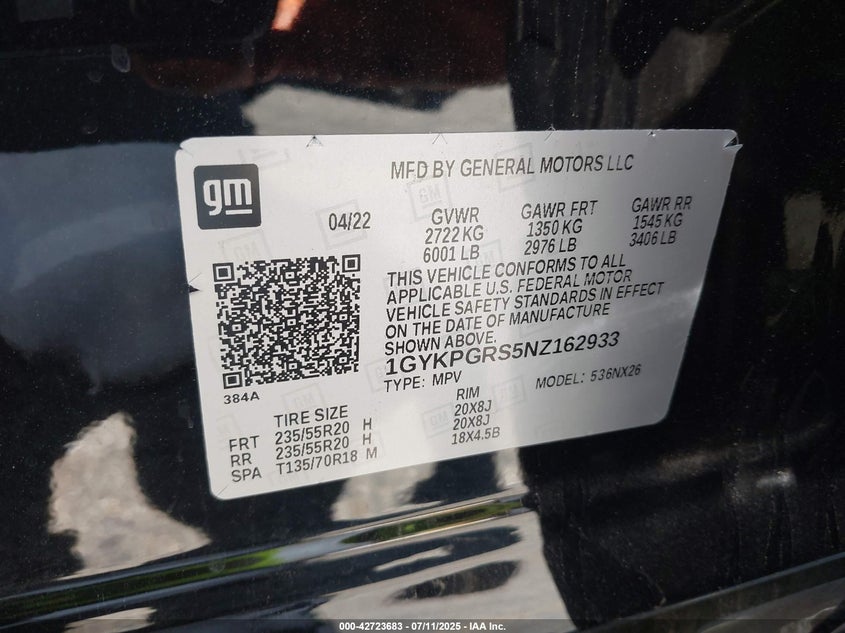 gm
MFD BY GENERAL MOTORS LLC
04/22
GVWR GAWR FRT GAWR RR
2722 KG 1350 KG 1545 KG
6001 LB 2976 LB 3406 LB
THIS VEHICLE CONFORMS TO ALL
APPLICABLE U.S. FEDERAL MOTOR
VEHICLE SAFETY STANDARDS IN EFFECT
ON THE DATE OF MANUFACTURE
SHOWN ABOVE.
1GYKPGRS5NZ162933
TYPE: MPV MODEL: 536NX26
384A
TIRE SIZE RIM
FRT 235/55R20 H 20X8J
RR 235/55R20 H 20X8J
SPA T135/70R18 M 18X4.5B
000-42723683 - 07/11/2025 - IAA Inc.